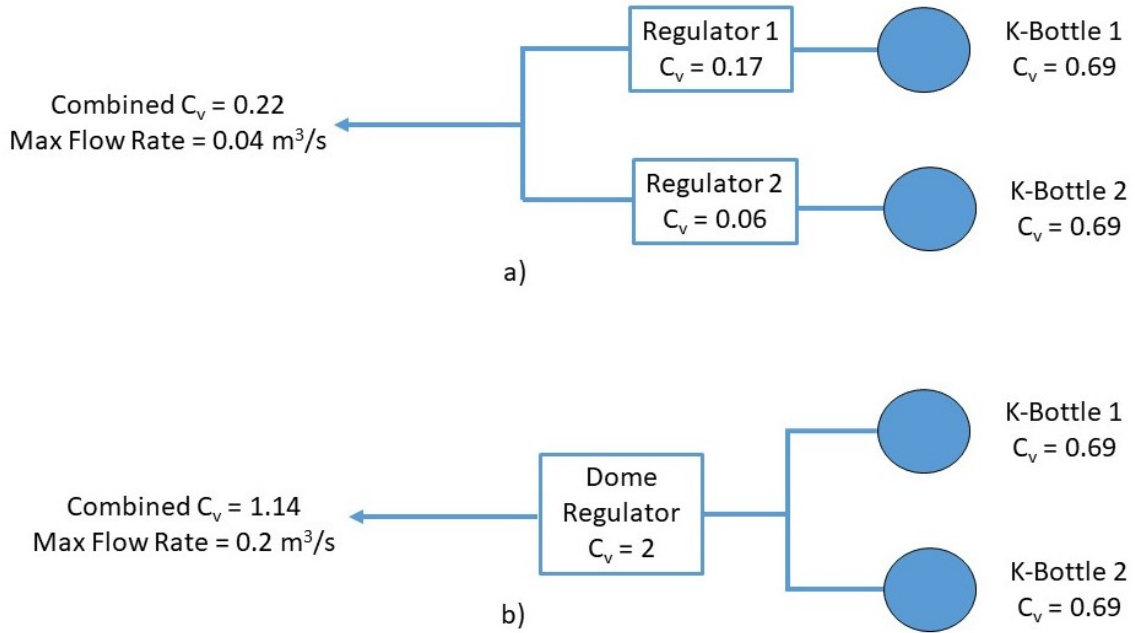 Regulator 1
C_v = 0.17
K-Bottle 1
C_v = 0.69
Combined C_v = 0.22
Max Flow Rate = 0.04 m³/s
Regulator 2
C_v = 0.06
K-Bottle 2
C_v = 0.69
a)
K-Bottle 1
C_v = 0.69
Dome
Regulator
C_v = 2
Combined C_v = 1.14
Max Flow Rate = 0.2 m³/s
K-Bottle 2
C_v = 0.69
b)